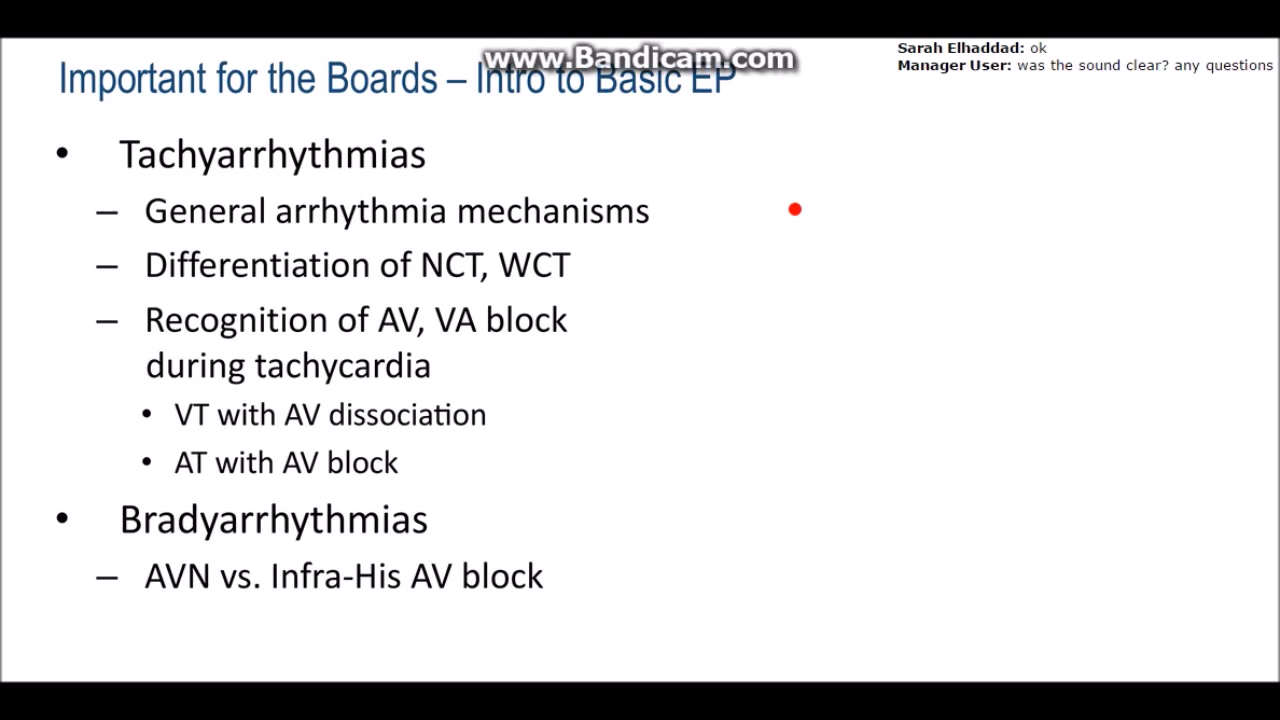 www.Bandicam.com
Sarah Elhaddad: ok
Manager User: was the sound clear? any questions
Important for the Boards – Intro to Basic EP
• Tachyarrhythmias
– General arrhythmia mechanisms
– Differentiation of NCT, WCT
– Recognition of AV, VA block
during tachycardia
• VT with AV dissociation
• AT with AV block
• Bradyarrhythmias
– AVN vs. Infra-His AV block